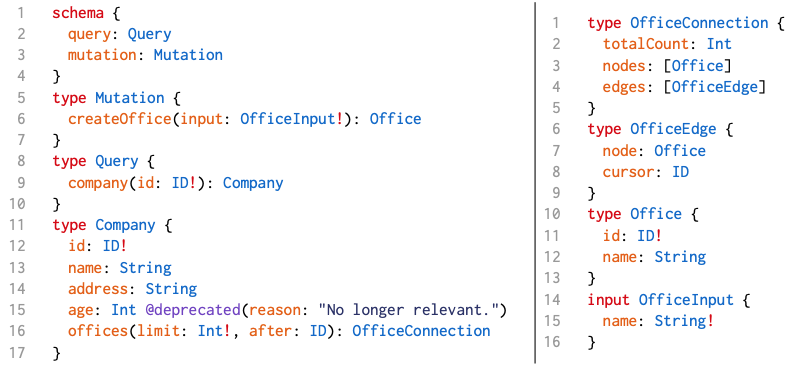 1 schema {
2 query: Query
3 mutation: Mutation
4 }
5 type Mutation {
6 createOffice(input: OfficeInput!): Office
7 }
8 type Query {
9 company(id: ID!): Company
10 }
11 type Company {
12 id: ID!
13 name: String
14 address: String
15 age: Int @deprecated(reason: "No longer relevant.")
16 offices(limit: Int!, after: ID): OfficeConnection
17 }
1 type OfficeConnection {
2 totalCount: Int
3 nodes: [Office]
4 edges: [OfficeEdge]
5 }
6 type OfficeEdge {
7 node: Office
8 cursor: ID
9 }
10 type Office {
11 id: ID!
12 name: String
13 }
14 input OfficeInput {
15 name: String!
16 }